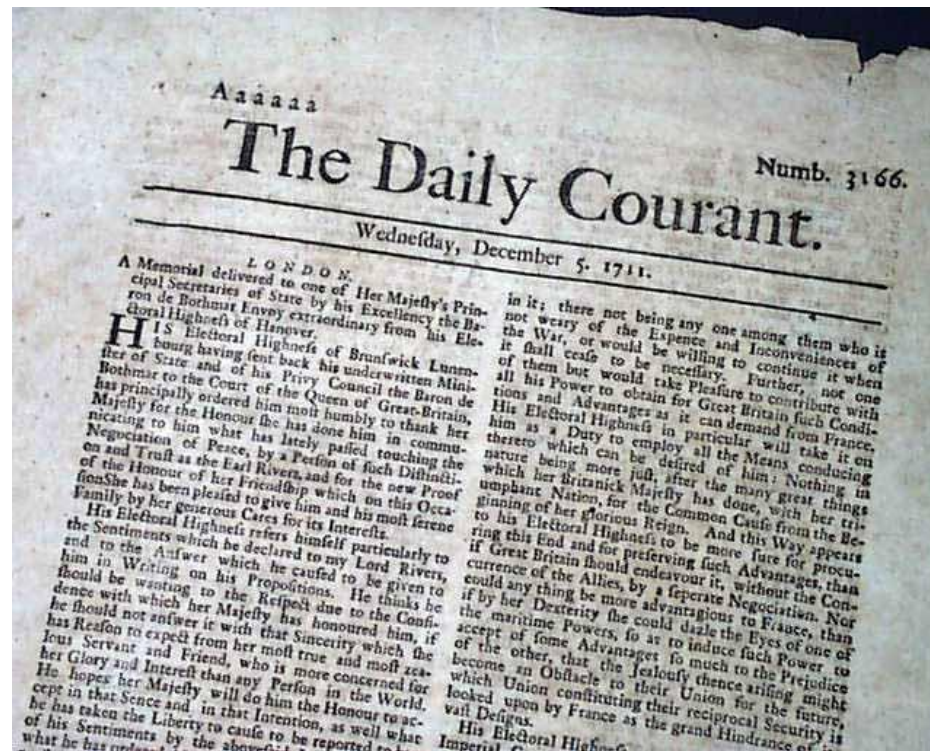 Aaaaaa
Numb. 3166.
The Daily Courant.
Wedneſday, December 5. 1711.
LONDON.
A Memorial delivered to one of Her Majeſty's Prin-
cipal Secretaries of State by his Excellency the Ba-
ron de Bothmar Envoy extraordinary from his Ele-
ctoral Highneſs of Hanover.
HIS Electoral Highneſs of Brunſwick Lunen-
bourg having ſent back his underwritten Mini-
ſter of State and of his Privy Council the Baron de
Bothmar to the Court of the Queen of Great-Britain,
has principally ordered him moſt humbly to thank her
Majeſty for the Honour ſhe has done him in commu-
nicating to him what has lately paſſed touching the
Negociation of Peace, by a Perſon of ſuch Diſtincti-
on and Truſt as the Earl Rivers, and for the new Proof
of the Honour of her Friendſhip which on this Occa-
ſionShe has been pleaſed to give him and his moſt ſerene
Family by her generous Cares for its Intereſts.
His Electoral Highneſs refers himſelf particularly to
the Sentiments which he declared to my Lord Rivers,
and to the Anſwer which he cauſed to be given to
him in Writing on his Propoſitions. He thinks he
ſhould be wanting to the Reſpect due to the Confi-
dence with which her Majeſty has honoured him, if
he ſhould not anſwer it with that Sincerity which ſhe
has Reaſon to expect from her moſt true and moſt zea-
lous Servant and Friend, who is more concerned for
her Glory and Intereſt than any Perſon in the World.
He hopes her Majeſty will do him the Honour to ac-
cept in that Sence and in that Intention, as well what
he has taken the Liberty to cauſe to be reported to
of his Sentiments by the
what he has
in it; there not being any one among them who is
not weary of the Expence and Inconveniences of
the War, or would be willing to continue it when
it ſhall ceaſe to be neceſſary. Further, not one
of them but would take Pleaſure to contribute with
all his Power to obtain for Great Britain ſuch Condi-
tions and Advantages as it can demand from France.
His Electoral Highneſs in particular will take it on
him as a Duty to employ all the Means conducing
thereto which can be deſired of him: Nothing in
nature being more juſt, after the many great things
which her Britanick Majeſty has done, with her tri-
umphant Nation, for the Common Cauſe from the Be-
ginning of her glorious Reign. And this Way appears
to his Electoral Highneſs to be more ſure for procu-
ring this End and for preſerving ſuch Advantages, than
if Great Britain ſhould endeavour it, without the Con-
currence of the Allies, by a ſeperate Negociation. Nor
could any thing be more advantagious to France, than
if by her Dexterity ſhe could dazle the Eyes of one of
the maritime Powers, ſo as to induce ſuch Power to
accept of ſome Advantages ſo much to the Prejudice
of the other, that the Jealouſy thence ariſing might
become an Obſtacle to their Union for the future,
which Union conſtituting their reciprocal Security is
looked upon by France as the grand Hindrance of
vaſt Deſigns.
His Electoral Highneſs
Imperial